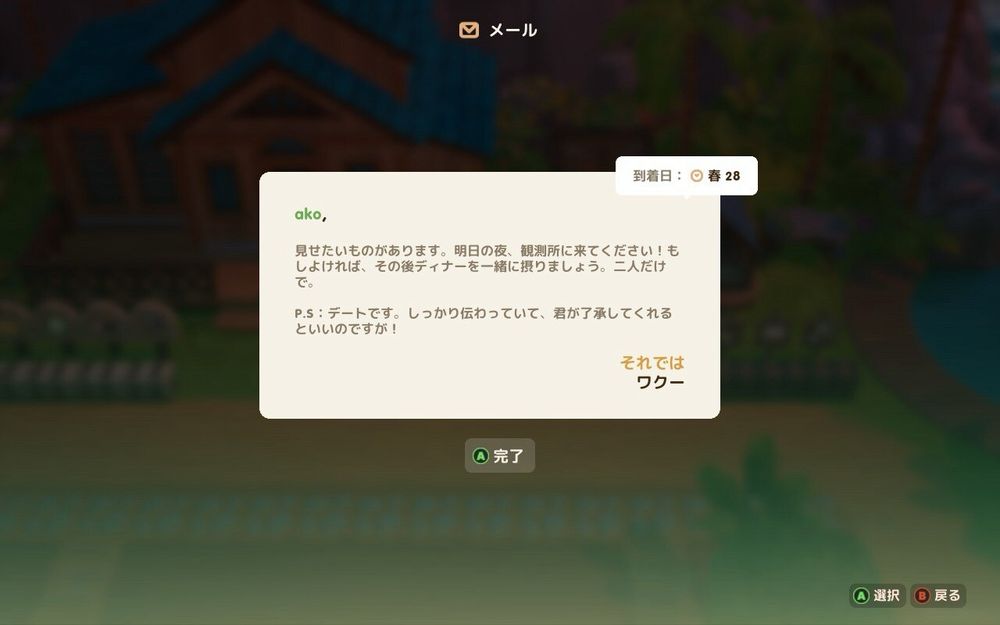 メール
到着日： 春 28
ako,
見せたいものがあります。明日の夜、観測所に来てください！も
しよければ、その後ディナーを一緒に摂りましょう。二人だけ
で。
P.S：デートです。しっかり伝わっていて、君が了承してくれる
といいのですが！
それでは
ワクー
A 完了
A 選択 B 戻る